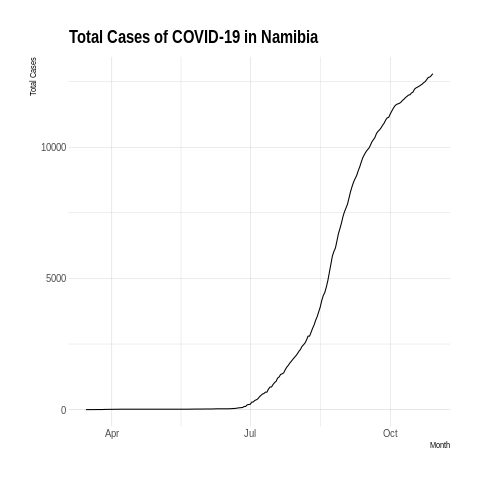 Total Cases of COVID-19 in Namibia
Total Cases
10000
5000
0
Apr Jul Oct
Month